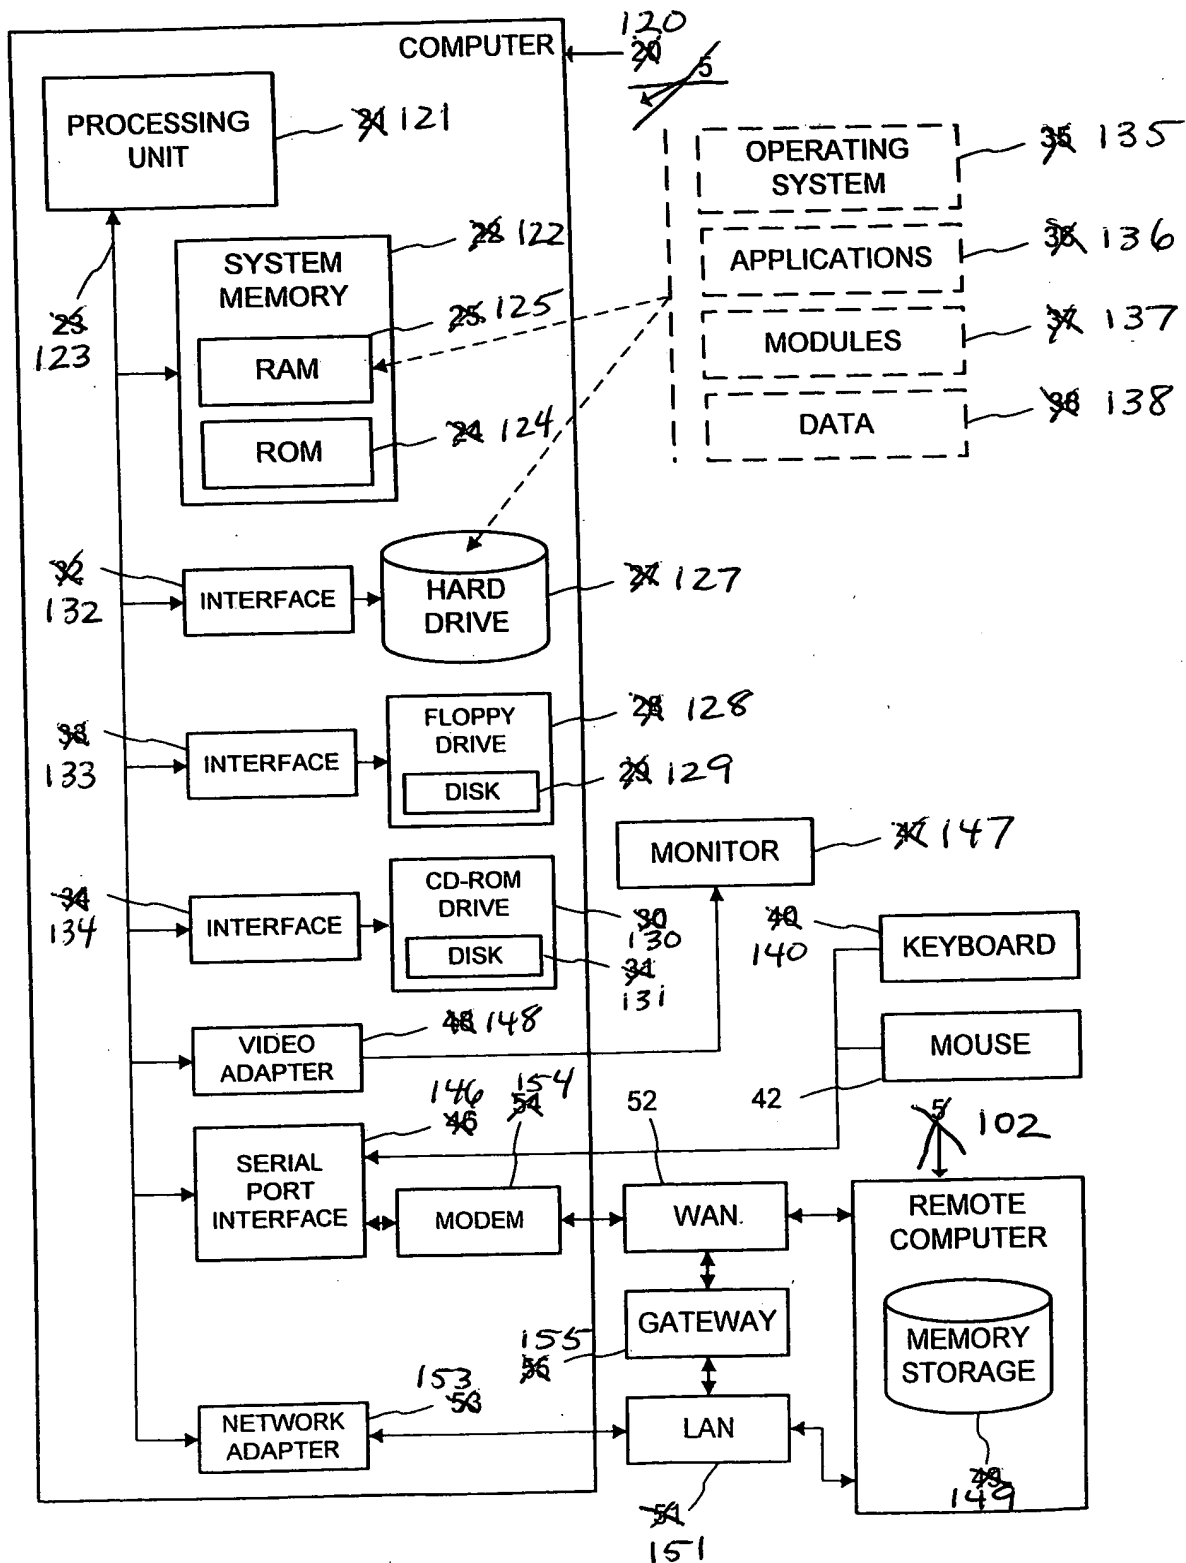 120
COMPUTER 20
5
PROCESSING
UNIT
21 121
OPERATING
SYSTEM
35 135
22 122
SYSTEM
MEMORY
APPLICATIONS
36 136
23
123
25 125
RAM
MODULES
37 137
24 124
ROM
DATA
38 138
32
132
INTERFACE
HARD
DRIVE
27 127
33
133
INTERFACE
FLOPPY
DRIVE
28 128
DISK
29 129
MONITOR
47 147
34
134
INTERFACE
CD-ROM
DRIVE
30
130
DISK
31
131
40
140
KEYBOARD
VIDEO
ADAPTER
48 148
MOUSE
42
146
46
154
54
52
5 102
SERIAL
PORT
INTERFACE
MODEM
WAN.
REMOTE
COMPUTER
GATEWAY
155
MEMORY
STORAGE
153
53
NETWORK
ADAPTER
LAN
49
149
51
151